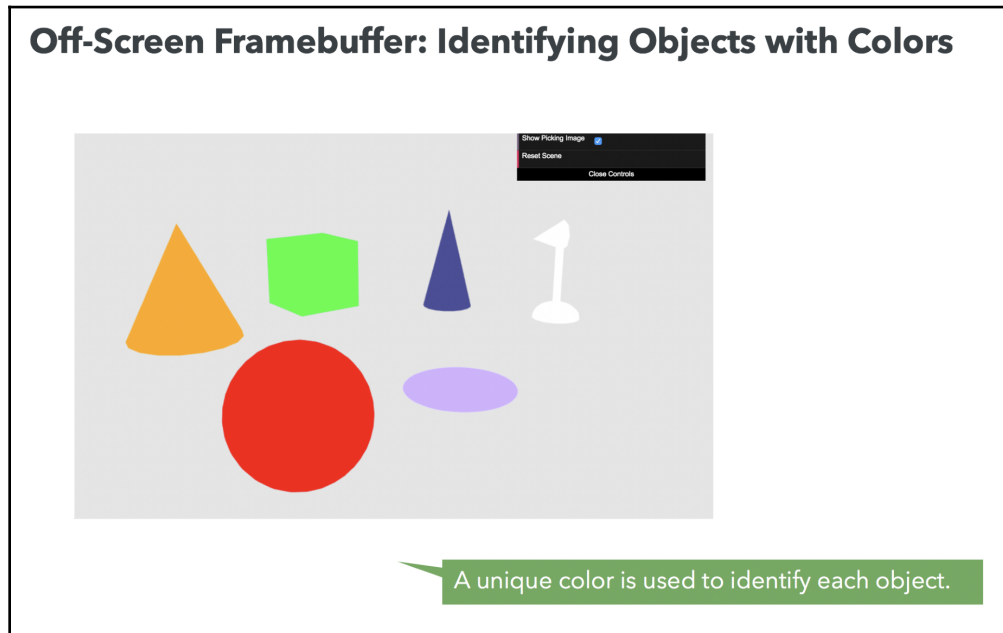 Off-Screen Framebuffer: Identifying Objects with Colors
Show Picking Image
Reset Scene
Close Controls
A unique color is used to identify each object.